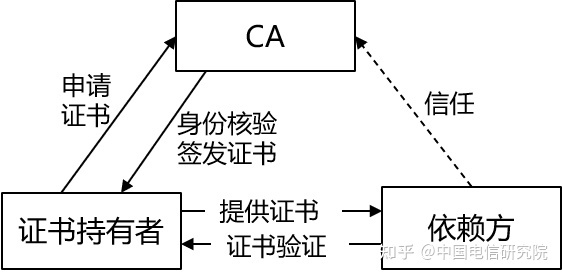 CA
申请
证书
身份核验
签发证书
信任
证书持有者
提供证书
证书验证
依赖方
知乎 @中国电信研究院